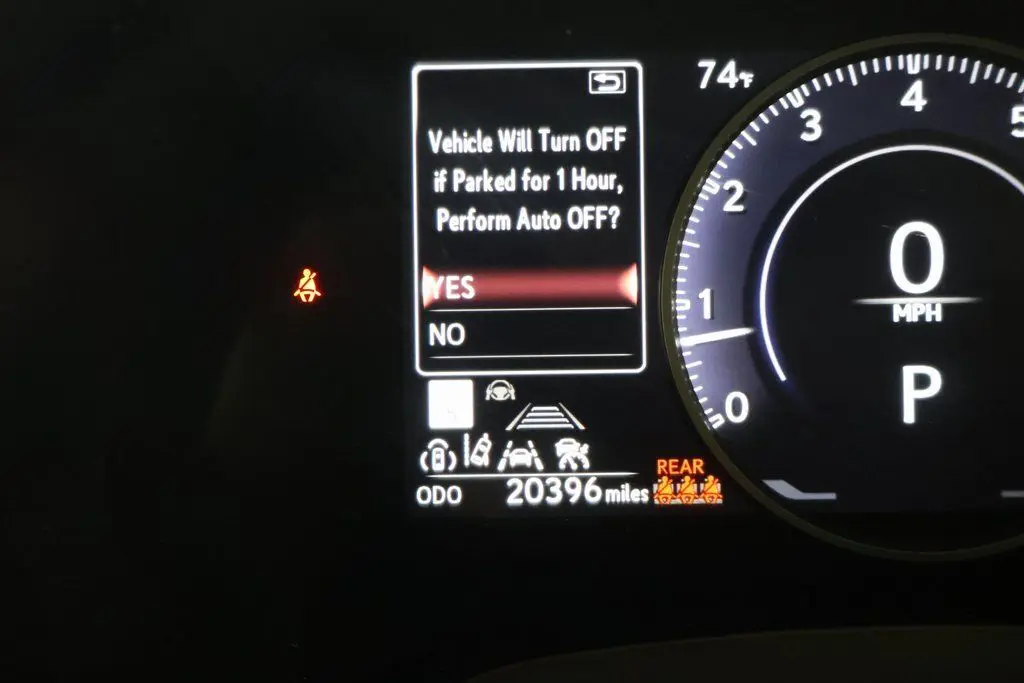 74°F
Vehicle Will Turn OFF
if Parked for 1 Hour,
Perform Auto OFF?
YES
NO
0
1
2
3
4
5
0
MPH
P
REAR
ODO 20396 miles